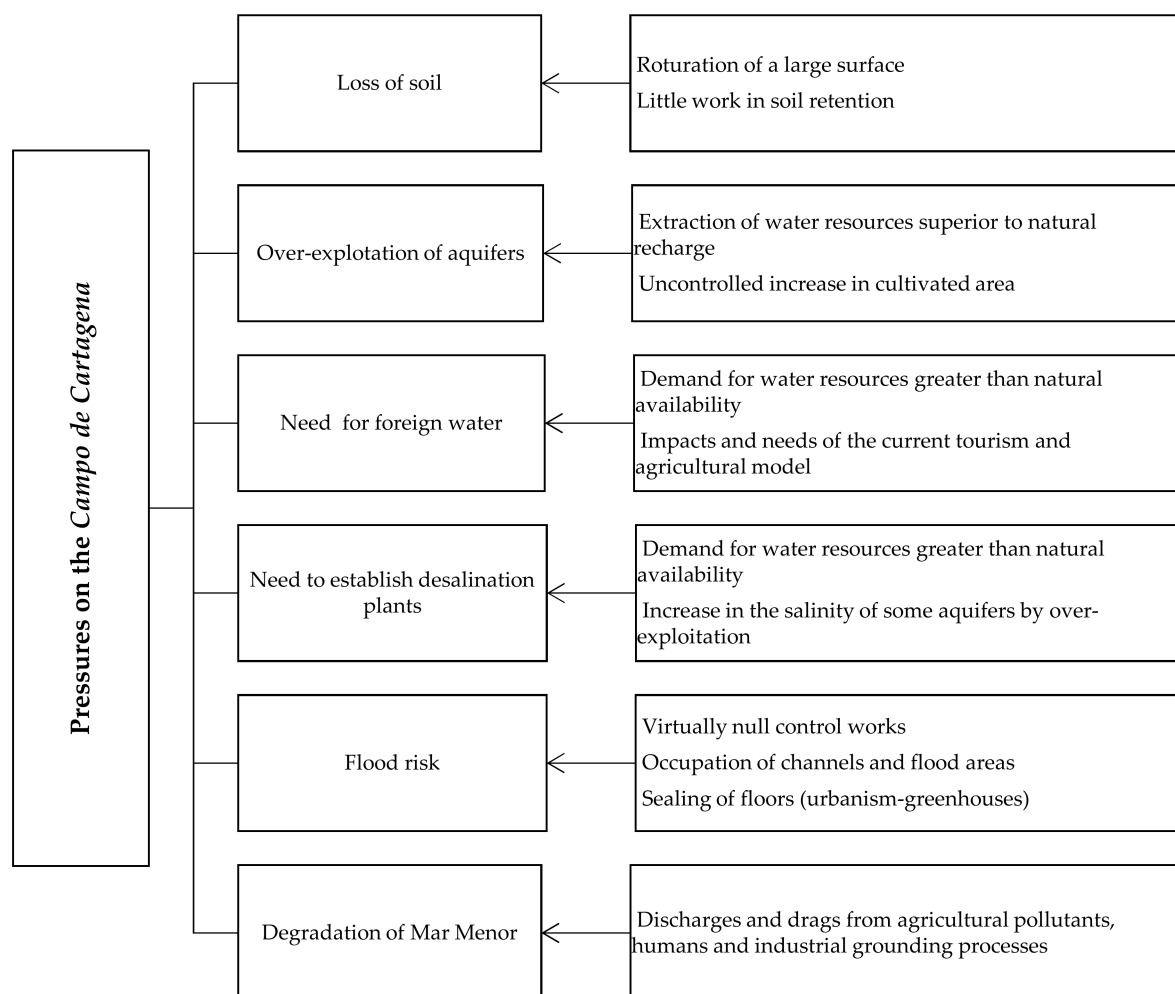 Pressures on the Campo de Cartagena
Loss of soil
Roturation of a large surface
Little work in soil retention
Over-explotation of aquifers
Extraction of water resources superior to natural
recharge
Uncontrolled increase in cultivated area
Need for foreign water
Demand for water resources greater than natural
availability
Impacts and needs of the current tourism and
agricultural model
Need to establish desalination
plants
Demand for water resources greater than natural
availability
Increase in the salinity of some aquifers by over-
exploitation
Flood risk
Virtually null control works
Occupation of channels and flood areas
Sealing of floors (urbanism-greenhouses)
Degradation of Mar Menor
Discharges and drags from agricultural pollutants,
humans and industrial grounding processes